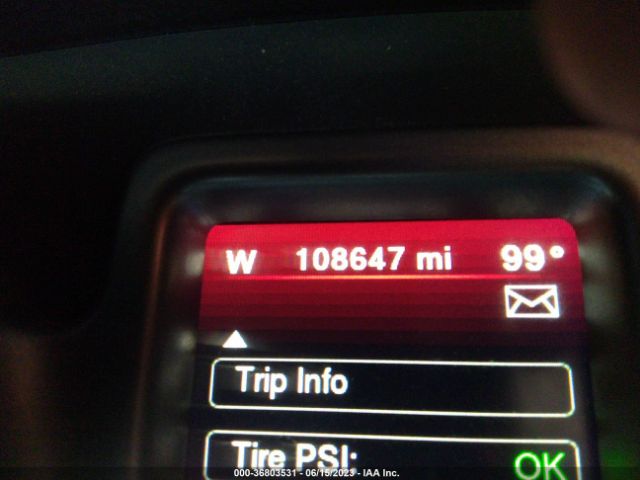 W 108647 mi 99°
Trip Info
Tire PSI: OK
000-36803531 - 06/15/2023 - IAA Inc.